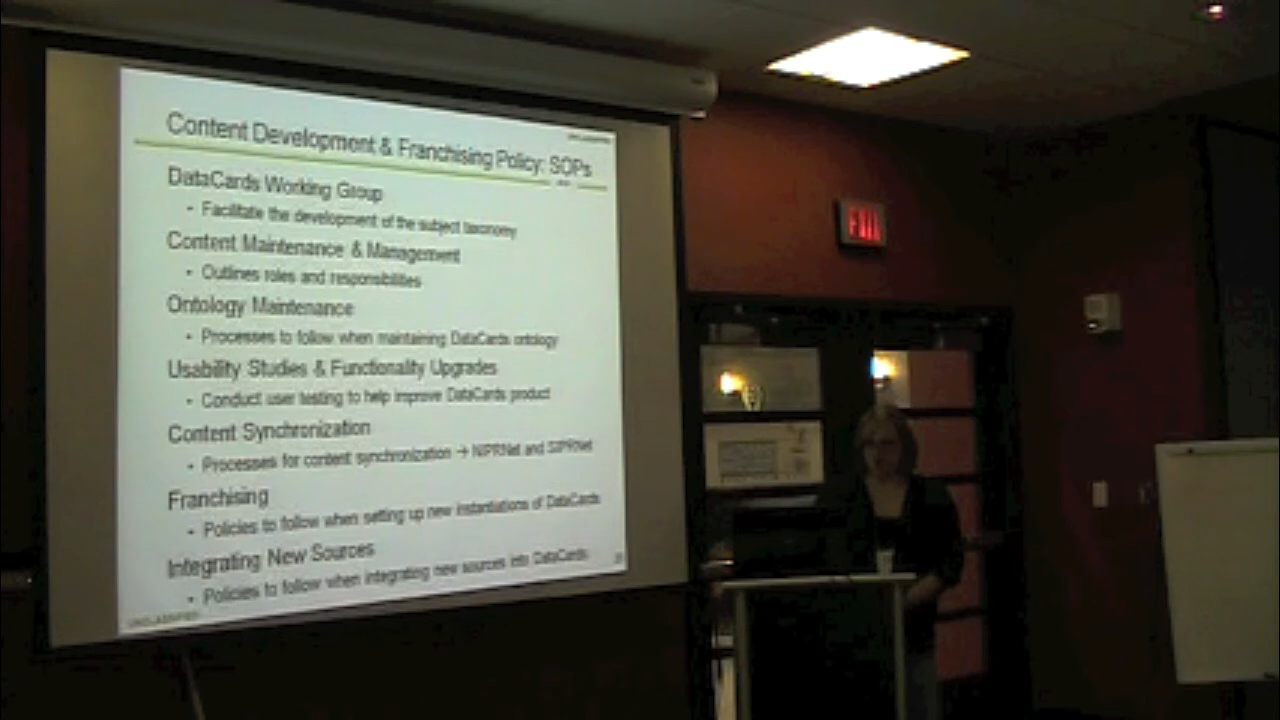 Content Development & Franchising Policy: SOPs
DataCards Working Group
• Facilitate the development of the subject taxonomy
Content Maintenance & Management
• Outlines roles and responsibilities
Ontology Maintenance
• Processes to follow when maintaining DataCards ontology
Usability Studies & Functionality Upgrades
• Conduct user testing to help improve DataCards product
Content Synchronization
• Processes for content synchronization → NIPRNet and SIPRNet
Franchising
• Policies to follow when setting up new instantiations of DataCards
Integrating New Sources
• Policies to follow when integrating new sources into DataCards
UNCLASSIFIED